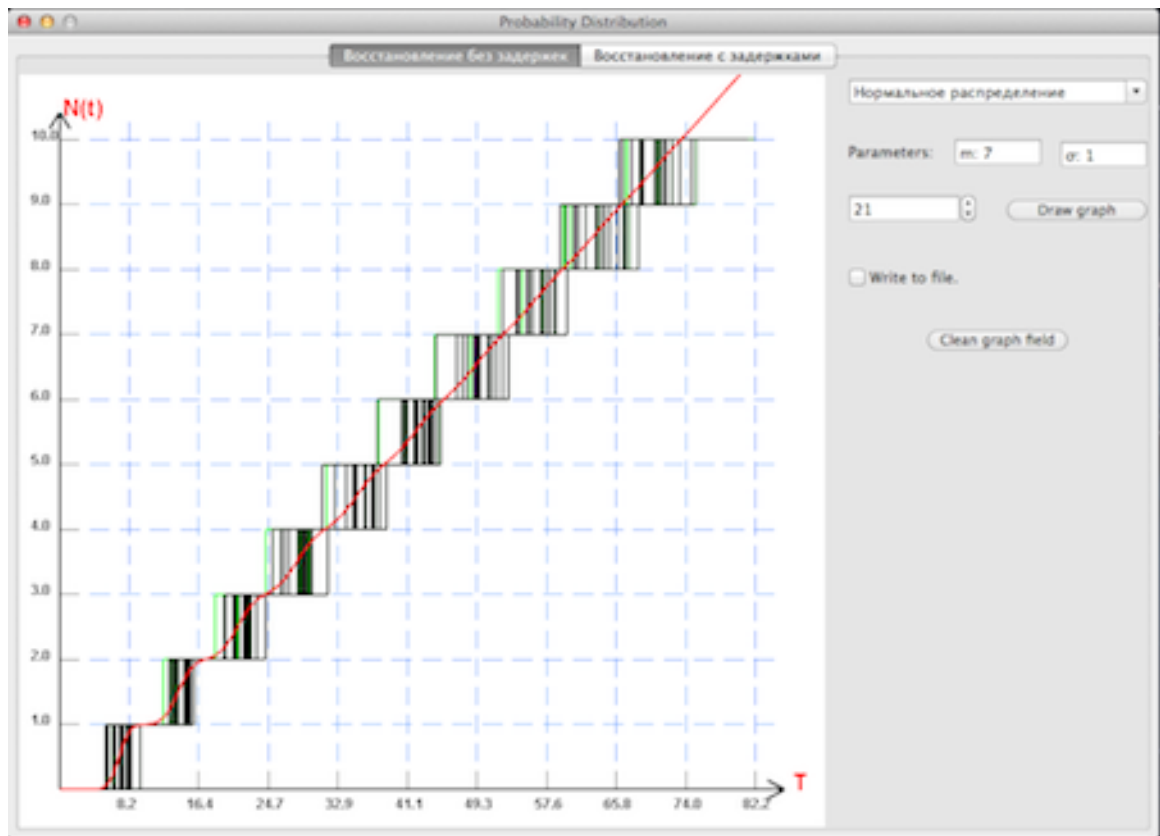 Probability Distribution
Восстановление без задержек Восстановление с задержками
N(t)
10.0
9.0
8.0
7.0
6.0
5.0
4.0
3.0
2.0
1.0
8.2 16.4 24.7 32.9 41.1 49.3 57.6 65.8 74.0 82.2
T
Нормальное распределение
Parameters: m: 7 σ: 1
21 Draw graph
Write to file.
Clean graph field